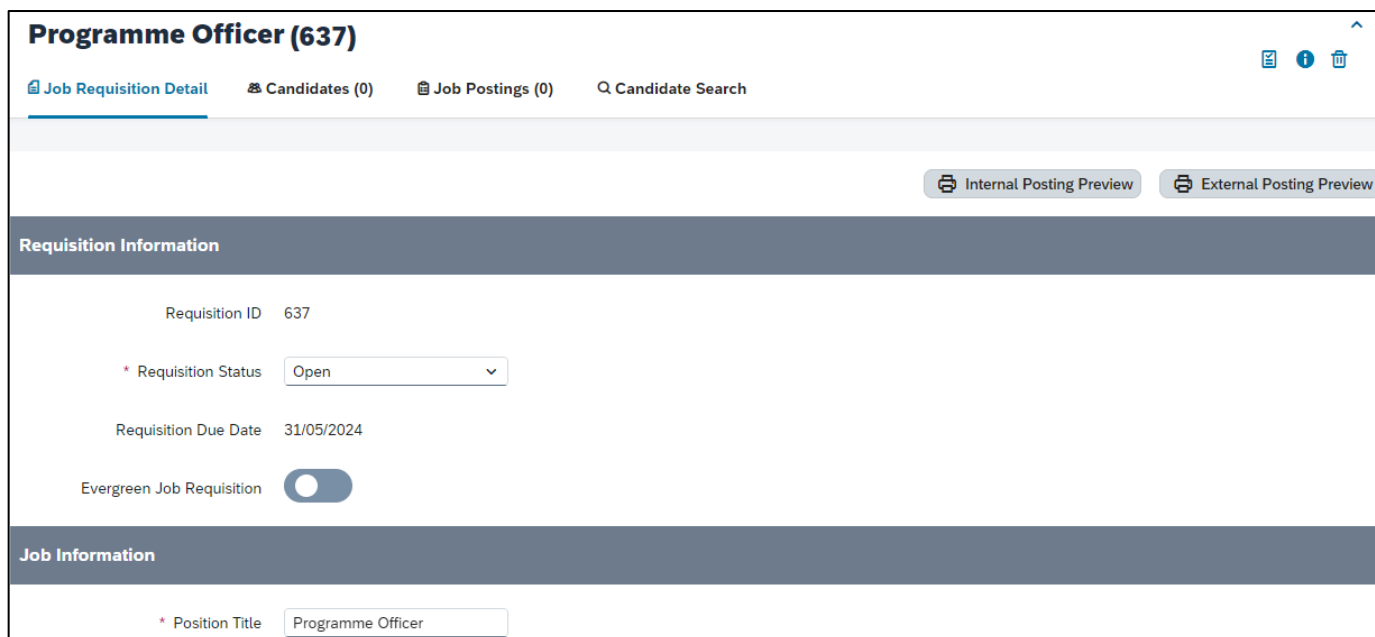 Programme Officer (637)
Job Requisition Detail Candidates (0) Job Postings (0) Candidate Search
Internal Posting Preview External Posting Preview
Requisition Information
Requisition ID 637
* Requisition Status Open
Requisition Due Date 31/05/2024
Evergreen Job Requisition
Job Information
* Position Title Programme Officer